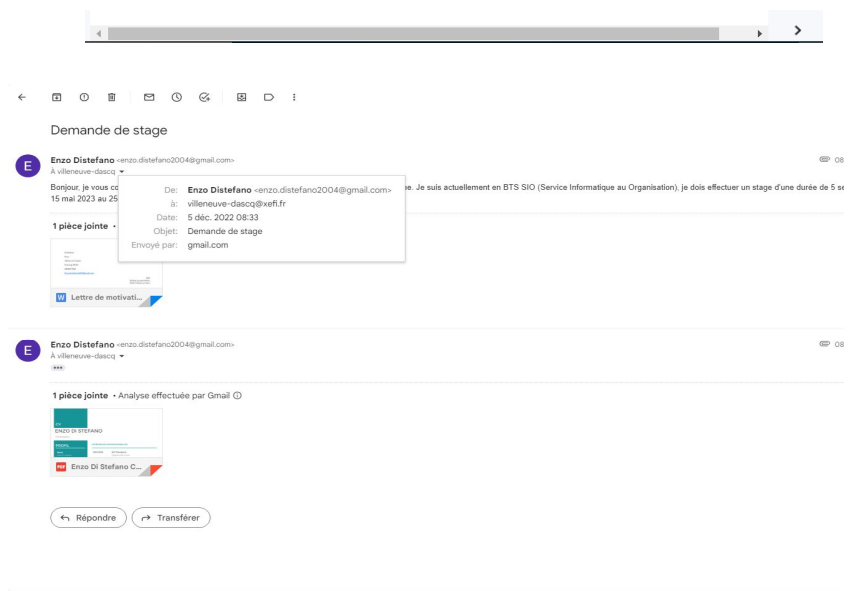 Demande de stage
Enzo Distefano <enzo.distefano2004@gmail.com>
08
À villeneuve-dascq
Bonjour, je vous co
e. Je suis actuellement en BTS SIO (Service Informatique au Organisation), je dois effectuer un stage d'une durée de 5 se
15 mai 2023 au 25
De: Enzo Distefano <enzo.distefano2004@gmail.com>
à: villeneuve-dascq@xefi.fr
Date: 5 déc. 2022 08:33
Objet: Demande de stage
Envoyé par: gmail.com
1 pièce jointe •
W Lettre de motivati...
E Enzo Distefano <enzo.distefano2004@gmail.com>
08
À villeneuve-dascq
1 pièce jointe • Analyse effectuée par Gmail
CV
ENZO DI STEFANO
PDF Enzo Di Stefano C...
Répondre
Transférer